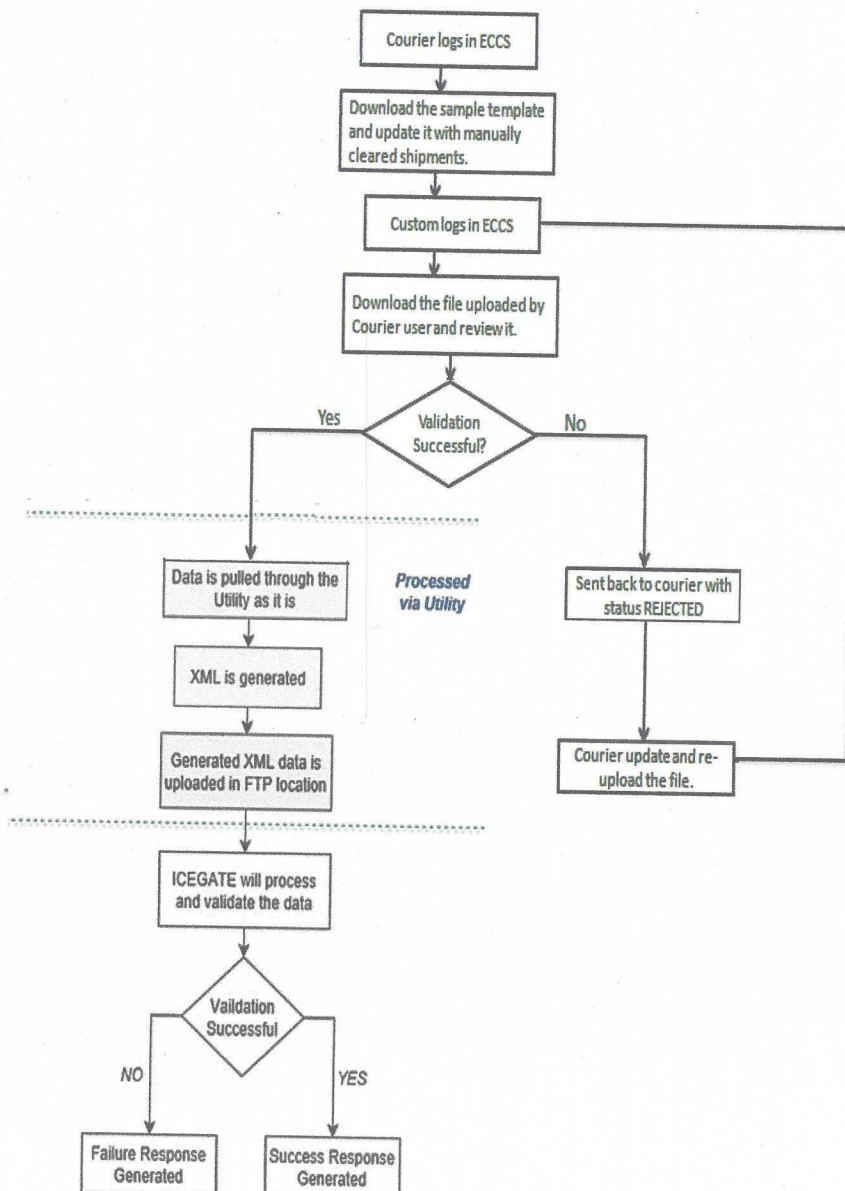 Courier logs in ECCS
Download the sample template
and update it with manually
cleared shipments.
Custom logs in ECCS
Download the file uploaded by
Courier user and review it.
Validation
Successful?
Yes
No
Data is pulled through the
Utility as it is
Processed
via Utility
Sent back to courier with
status REJECTED
XML is generated
Generated XML data is
uploaded in FTP location
Courier update and re-
upload the file.
ICEGATE will process
and validate the data
Vaildation
Successful
NO
YES
Failure Response
Generated
Success Response
Generated